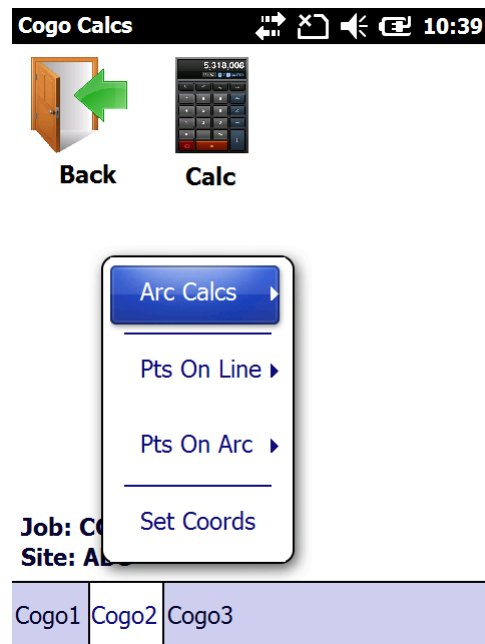 Cogo Calcs 10:39
5,318,006
Back Calc
Arc Calcs
Pts On Line
Pts On Arc
Set Coords
Job:
Site:
Cogo1 Cogo2 Cogo3